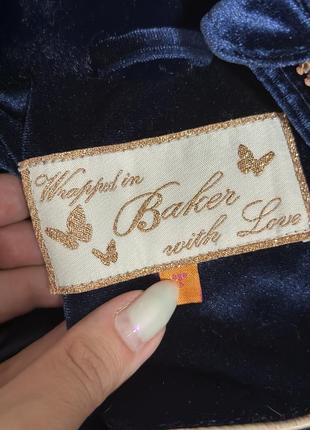 Wrapped in
Baker
with Love